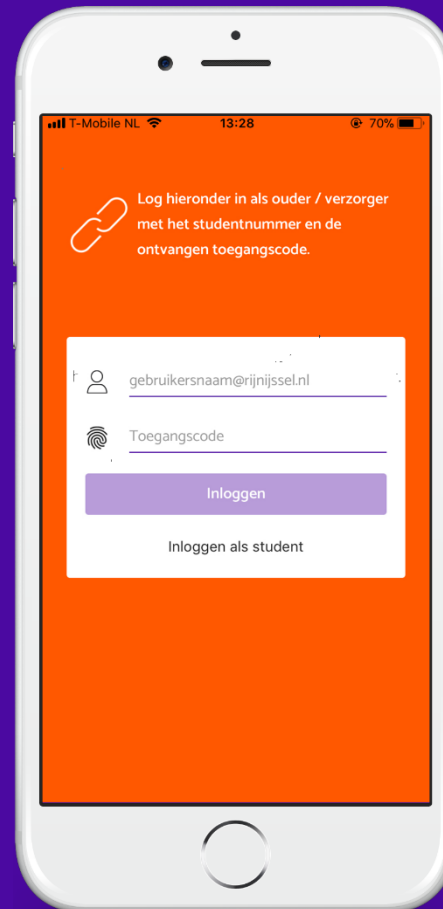 T-Mobile NL 13:28 70%
Log hieronder in als ouder / verzorger
met het studentnummer en de
ontvangen toegangscode.
gebruikersnaam@rijnijssel.nl
Toegangscode
Inloggen
Inloggen als student